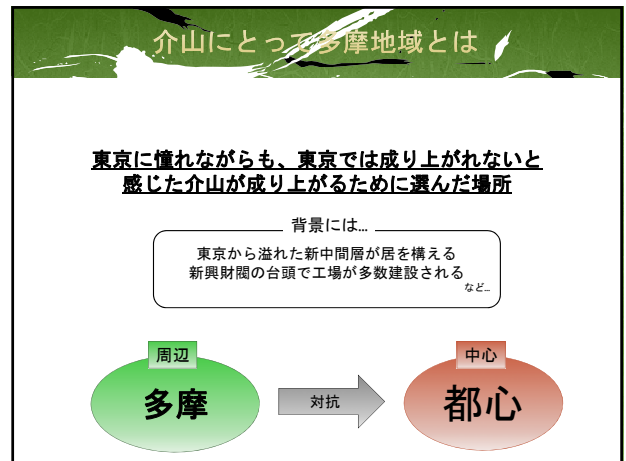 介山にとって多摩地域とは
東京に憧れながらも、東京では成り上がれないと
感じた介山が成り上がるために選んだ場所
背景には…
東京から溢れた新中間層が居を構える
新興財閥の台頭で工場が多数建設される
など…
周辺
多摩
対抗
中心
都心